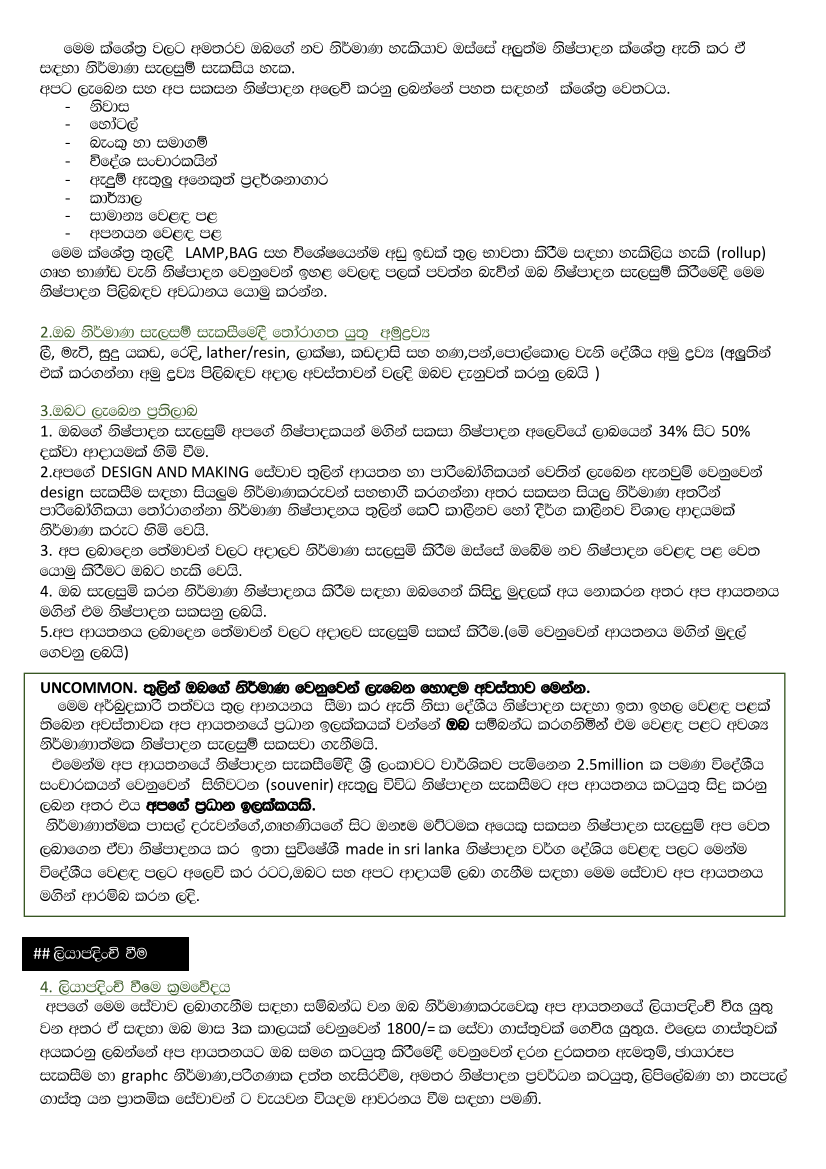 මෙම ක්ශේත්‍ර වලට අමතරව ඔබගේ නව නිර්මාණ හැකියාව ඔස්සේ අලුත්ම නිෂ්පාදන ක්ශේත්‍ර ඇති කර ඒ
සඳහා නිර්මාණ සැලසුම් සැකසිය හැක.
අපට ලැබෙන සහ අප සකසන නිෂ්පාදන අලෙවි කරනු ලබන්නේ පහත සඳහන් ක්ශේත්‍ර වෙතටය.
- නිවාස
- හෝටල්
- බැංකු හා සමාගම්
- විදේශ සංචාරකයින්
- ඇඳුම් ඇතුලු අනෙකුත් ප්‍රදර්ශනාගාර
- කාර්යාල
- සාමාන්‍ය වෙළඳ පළ
- අපනයන වෙළඳ පළ
මෙම ක්ශේත්‍ර තුලදී LAMP,BAG සහ විශේෂයෙන්ම අඩු ඉඩක් තුල භාවතා කිරීම සඳහා හැකිලිය හැකි (rollup)
ගෘහ භාණ්ඩ වැනි නිෂ්පාදන වෙනුවෙන් ඉහළ වෙලඳ පලක් පවත්න බැවින් ඔබ නිෂ්පාදන සැලසුම් කිරීමෙදී මෙම
නිෂ්පාදන පිලිබඳව අවධානය යොමු කරන්න.
2.ඔබ නිර්මාණ සැලසම් සැකසීමෙදී තෝරාගත යුතු අමුද්‍රව්‍ය
ලී, මැටි, සුදු යකඩ, රෙදි, lather/resin, ලාක්ෂා, කඩදාසි සහ හණ,පන්,පොල්කොල වැනි දේශීය අමු ද්‍රව්‍ය (අලුතින්
එක් කරගන්නා අමු ද්‍රව්‍ය පිලිබඳව අදාල අවස්තාවන් වලදි ඔබව දැනුවත් කරනු ලබයි )
3.ඔබට ලැබෙන ප්‍රතිලාබ
1. ඔබගේ නිෂ්පාදන සැලසුම් අපගේ නිෂ්පාදකයන් මගින් සකසා නිෂ්පාදන අලෙවියේ ලාබයෙන් 34% සිට 50%
දක්වා ආදායමක් හිමි වීම.
2.අපගේ DESIGN AND MAKING සේවාව තුලින් ආයතන හා පාරිබෝගිකයන් වෙතින් ලැබෙන ඇනවුම් වෙනුවෙන්
design සැකසීම සඳහා සියලුම නිර්මාණකරුවන් සහභාගී කරගන්නා අතර සකසන සියලු නිර්මාණ අතරීන්
පාරිබෝගිකයා තෝරාගන්නා නිර්මාණ නිෂ්පාදනය තුලින් කෙටි කාලීනව හෝ දීර්ග කාලීනව විශාල ආදයමක්
නිර්මාණ කරුට හිමි වෙයි.
3. අප ලබාදෙන තේමාවන් වලට අදාලව නිර්මාණ සැලසුම් කිරීම ඔස්සේ ඔබේම නව නිෂ්පාදන වෙළඳ පළ වෙත
යොමු කිරීමට ඔබට හැකි වෙයි.
4. ඔබ සැලසුම් කරන නිර්මාණ නිෂ්පාදනය කිරීම සඳහා ඔබගෙන් කිසිදු මුදලක් අය නොකරන අතර අප ආයතනය
මගින් එම නිෂ්පාදන සකසනු ලබයි.
5.අප ආයතනය ලබාදෙන තේමාවන් වලට අදාලව සැලසුම් සකස් කිරීම.(මේ වෙනුවෙන් ආයතනය මගින් මුදල්
ගෙවනු ලබයි)
UNCOMMON. තුලින් ඔබගේ නිර්මාණ වෙනුවෙන් ලැබෙන හොඳම අවස්තාව මෙන්න.
මෙම අර්බුදකාරී තත්වය තුල ආනයනය සීමා කර ඇති නිසා දේශීය නිෂ්පාදන සඳහා ඉතා ඉහල වෙළඳ පළක්
තිබෙන අවස්තාවක අප ආයතනයේ ප්‍රධාන ඉලක්කයක් වන්නේ ඔබ සම්බන්ධ කරගනිමින් එම වෙළඳ පළට අවශ්‍ය
නිර්මාණාත්මක නිෂ්පාදන සැලසුම් සකසවා ගැනීමයි.
එමෙන්ම අප ආයතනයේ නිෂ්පාදන සැකසීමේදී ශ්‍රී ලංකාවට වාර්ශිකව පැමිනෙන 2.5million ක පමණ විදේශීය
සංචාරකයන් වෙනුවෙන් සිහිවටන (souvenir) ඇතුලු විවිධ නිෂ්පාදන සැකසීමට අප ආයතනය කටයුතු සිදු කරනු
ලබන අතර එය අපගේ ප්‍රධාන ඉලක්කයකි.
නිර්මාණාත්මක පාසල් දරුවන්ගේ,ගෘහණියගේ සිට ඕනෑම මට්ටමක අයෙකු සකසන නිෂ්පාදන සැලසුම් අප වෙත
ලබාගෙන ඒවා නිෂ්පාදනය කර ඉතා සුවිෂේශී made in sri lanka නිෂ්පාදන වර්ග දේශිය වෙළඳ පලට මෙන්ම
විදේශීය වෙළඳ පලට අලෙවි කර රටට,ඔබට සහ අපට ආදායම් ලබා ගැනීම සඳහා මෙම සේවාව අප ආයතනය
මගින් ආරම්බ කරන ලදි.
## ලියාපදිංචි වීම
4. ලියාපදිංචි වීමෙ ක්‍රමවේදය
අපගේ මෙම සේවාව ලබාගැනීම සඳහා සම්බන්ධ වන ඔබ නිර්මාණකරුවෙකු අප ආයතනයේ ලියාපදිංචි විය යුතු
වන අතර ඒ සඳහා ඔබ මාස 3ක කාලයක් වෙනුවෙන් 1800/= ක සේවා ගාස්තුවක් ගෙවිය යුතුය. එලෙස ගාස්තුවක්
අයකරනු ලබන්නේ අප ආයතනයට ඔබ සමග කටයුතු කිරීමේදී වෙනුවෙන් දරන දුරකතන ඇමතුම්, ඡායාරූප
සැකසීම හා graphc නිර්මාණ,පරිගණක දත්ත හැසිරවීම, අමතර නිෂ්පාදන ප්‍රවර්ධන කටයුතු, ලිපිලේඛණ හා තැපැල්
ගාස්තු යන ප්‍රාතමික සේවාවන් ට වැයවන වියදම ආවරනය වීම සඳහා පමණි.